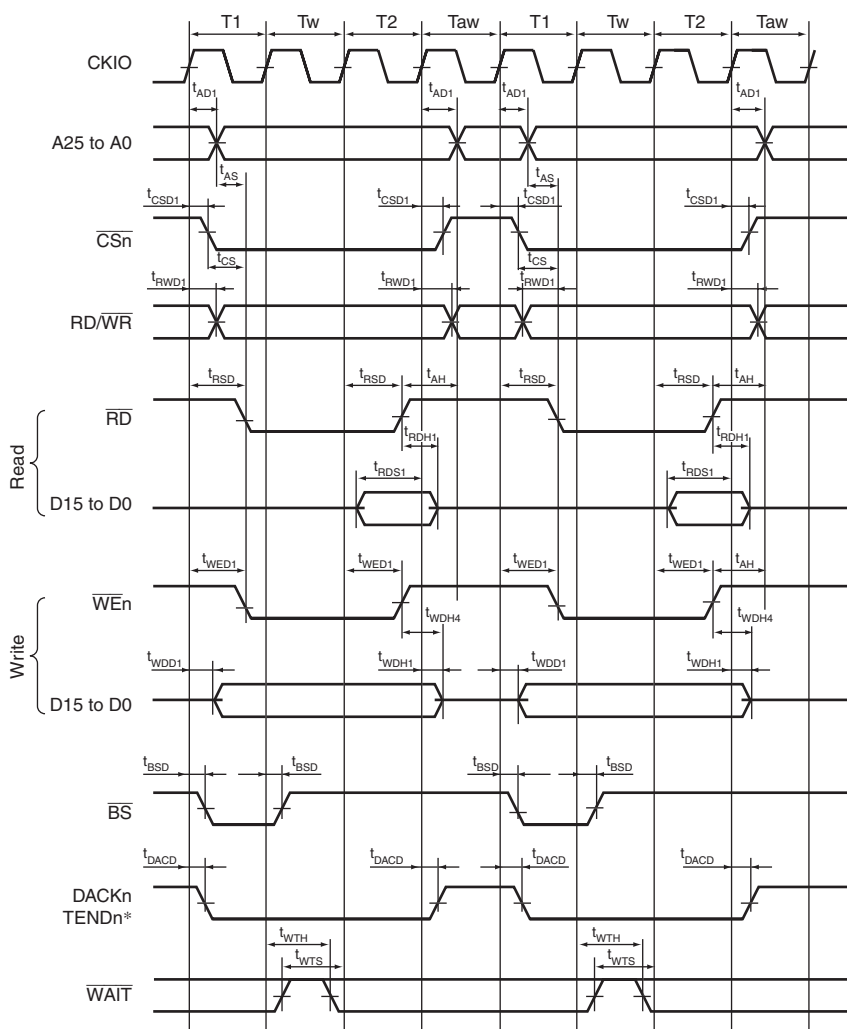 T1 Tw T2 Taw T1 Tw T2 Taw
CKIO
tAD1 tAD1 tAD1 tAD1
A25 to A0
tAS tAS
tCSD1 tCSD1 tCSD1 tCSD1
CSn
tCS tCS
tRWD1 tRWD1 tRWD1 tRWD1
RD/WR
tRSD tRSD tAH tRSD tRSD tAH
RD
tRDH1 tRDH1
Read
tRDS1 tRDS1
D15 to D0
tWED1 tWED1 tAH tWED1 tWED1 tAH
WEn
tWDH4 tWDH4
Write
tWDD1 tWDH1 tWDD1 tWDH1
D15 to D0
tBSD tBSD tBSD tBSD
BS
tDACD tDACD tDACD tDACD
DACKn
TENDn*
tWTH tWTH
tWTS tWTS
WAIT